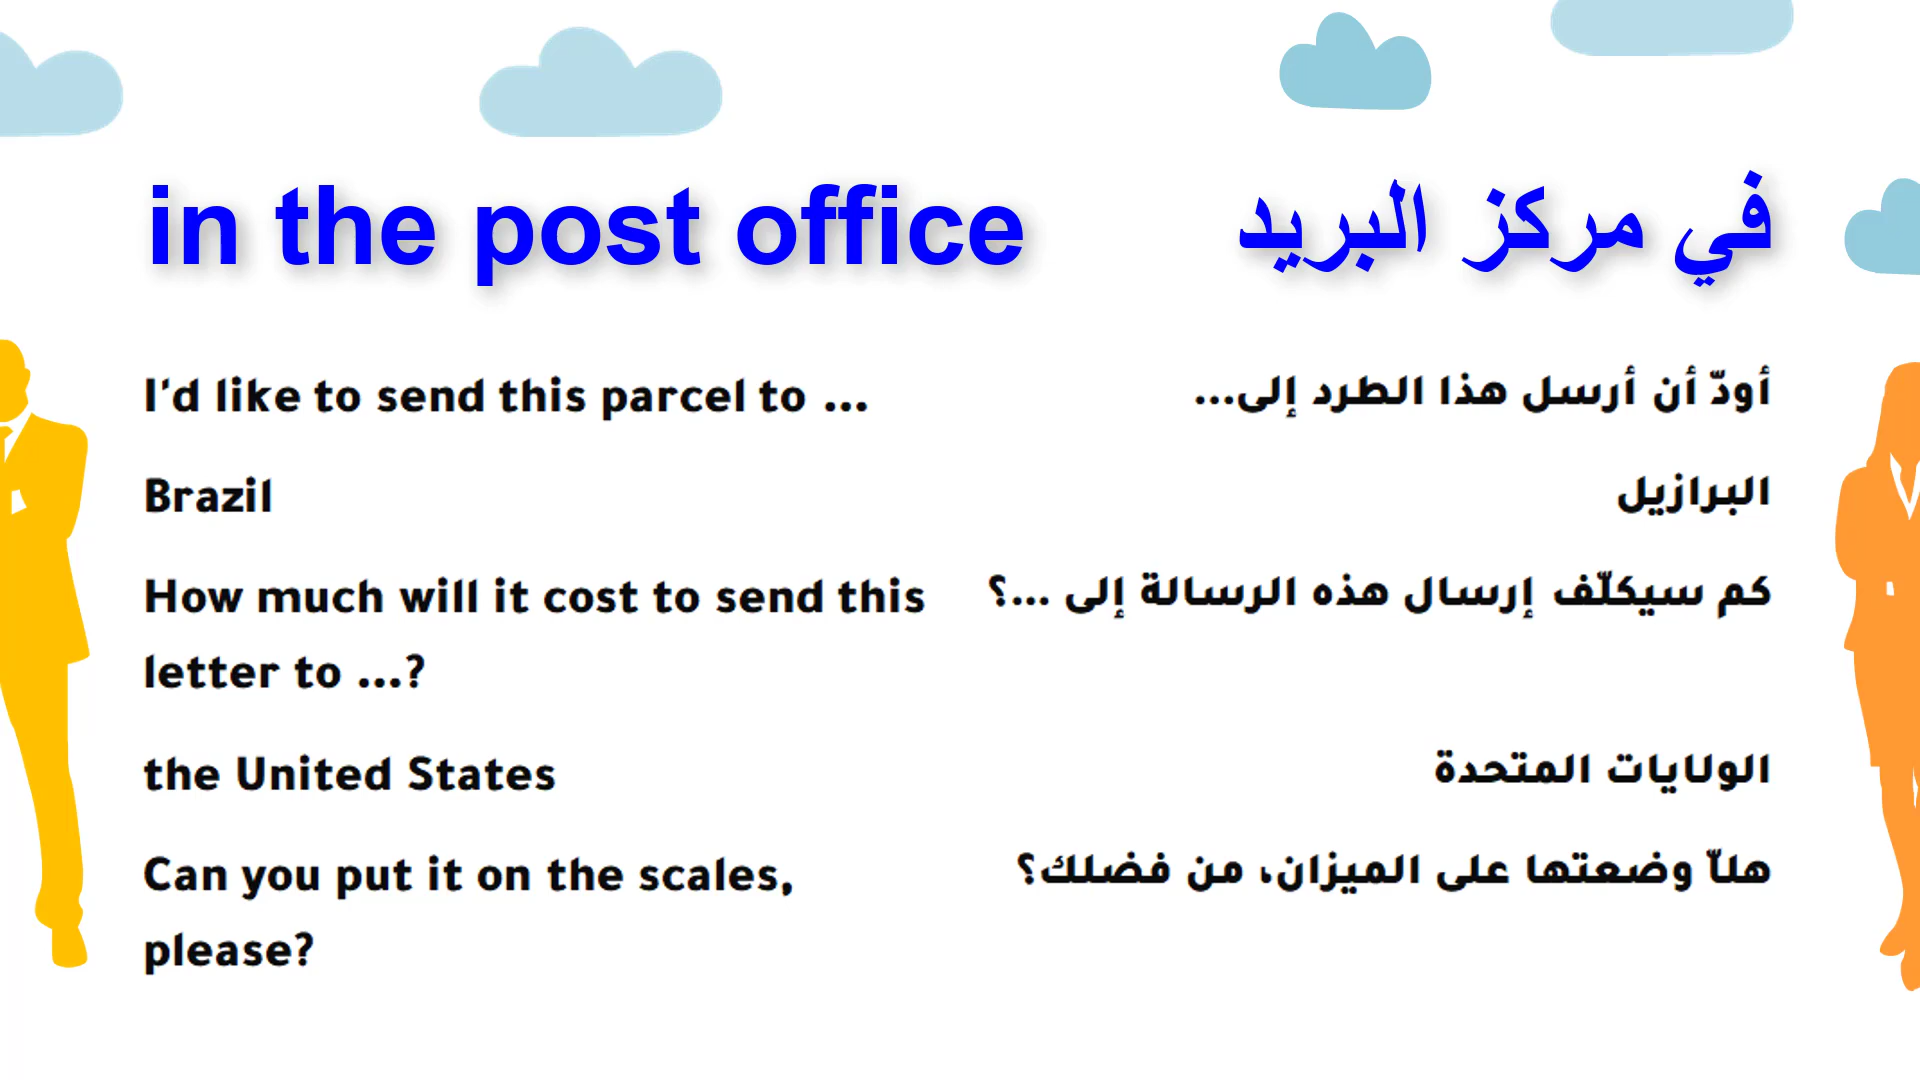 in the post office
في مركز البريد
I'd like to send this parcel to ...
أودّ أن أرسل هذا الطرد إلى...
Brazil
البرازيل
How much will it cost to send this
letter to ...?
كم سيكلّف إرسال هذه الرسالة إلى ...؟
the United States
الولايات المتحدة
Can you put it on the scales,
please?
هلاّ وضعتها على الميزان، من فضلك؟